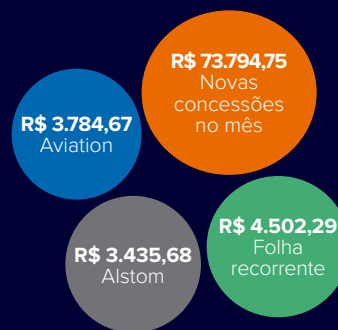 R$ 73.794,75
Novas
concessões
no mês
R$ 3.784,67
Aviation
R$ 4.502,29
Folha
recorrente
R$ 3.435,68
Alstom